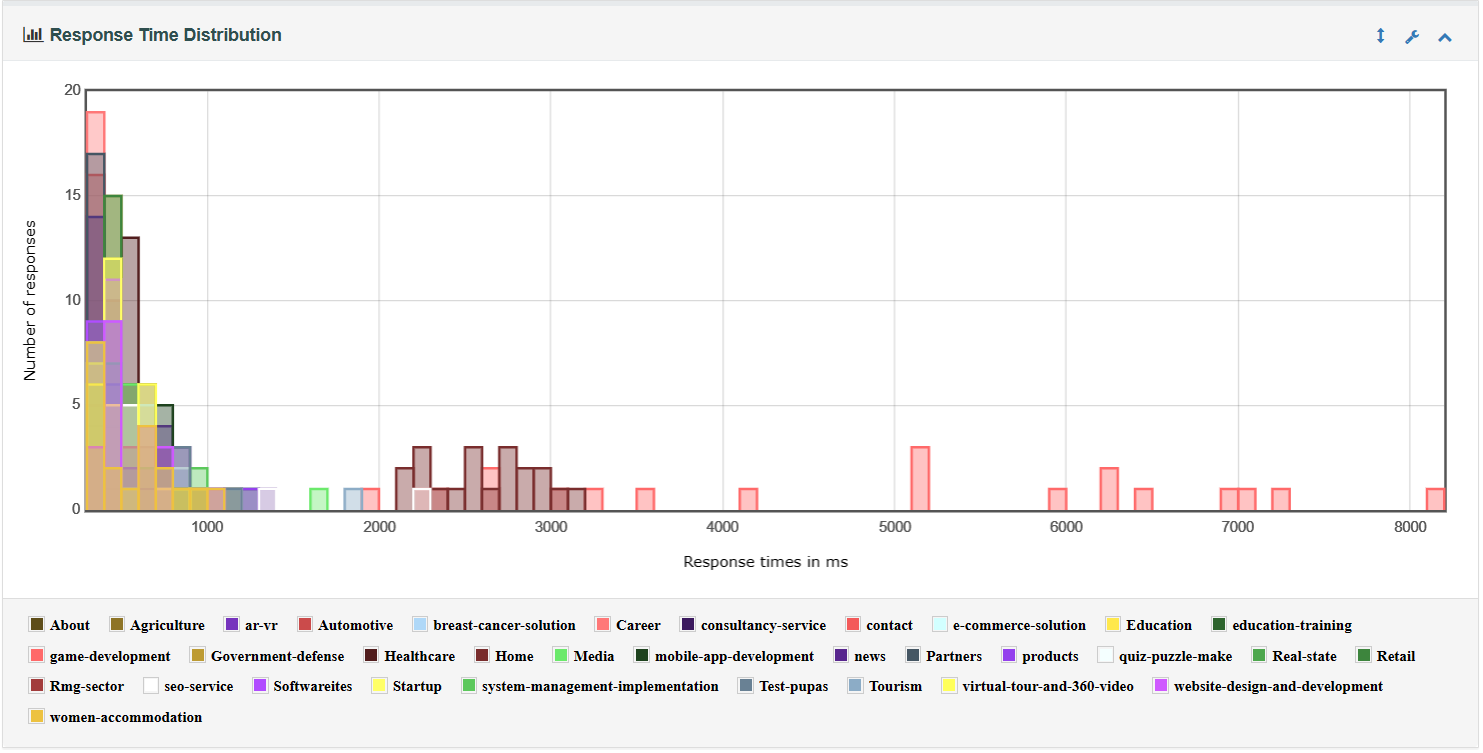 Response Time Distribution
20
15
10
5
0
Number of responses
1000 2000 3000 4000 5000 6000 7000 8000
Response times in ms
About Agriculture ar-vr Automotive breast-cancer-solution Career consultancy-service contact e-commerce-solution Education education-training
game-development Government-defense Healthcare Home Media mobile-app-development news Partners products quiz-puzzle-make Real-state Retail
Rmg-sector seo-service Softwareites Startup system-management-implementation Test-pupas Tourism virtual-tour-and-360-video website-design-and-development
women-accommodation